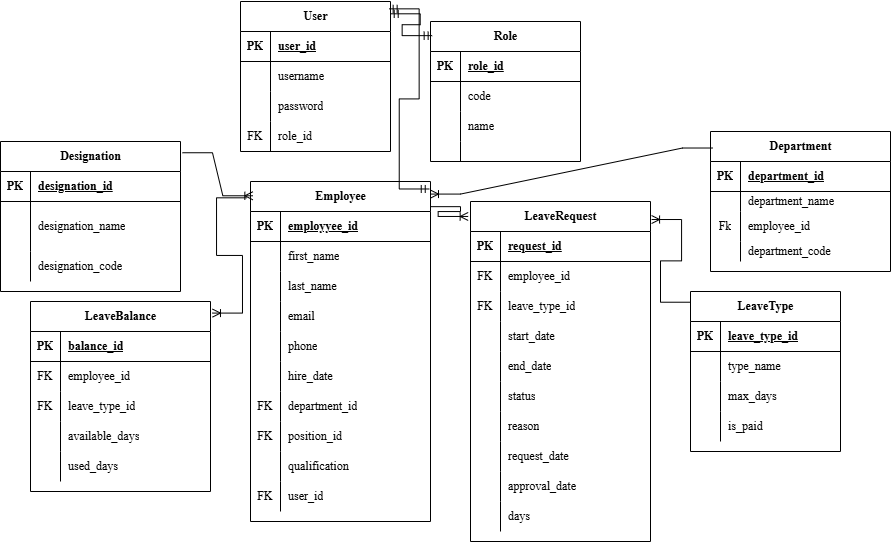 User
PK user_id
username
password
FK role_id
Role
PK role_id
code
name
Designation
PK designation_id
designation_name
designation_code
Employee
PK employyee_id
first_name
last_name
email
phone
hire_date
FK department_id
FK position_id
qualification
FK user_id
Department
PK department_id
department_name
Fk employee_id
department_code
LeaveRequest
PK request_id
FK employee_id
FK leave_type_id
start_date
end_date
status
reason
request_date
approval_date
days
LeaveBalance
PK balance_id
FK employee_id
FK leave_type_id
available_days
used_days
LeaveType
PK leave_type_id
type_name
max_days
is_paid